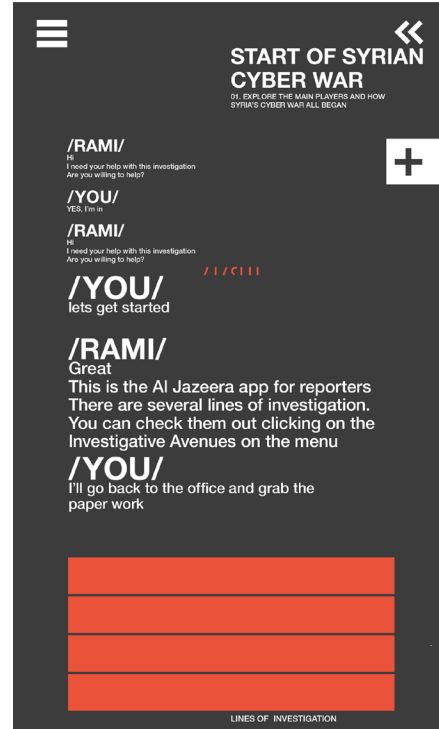 START OF SYRIAN
CYBER WAR
01. EXPLORE THE MAIN PLAYERS AND HOW
SYRIA'S CYBER WAR ALL BEGAN
/RAMI/
Hi
I need your help with this investigation
Are you willing to help?
/YOU/
YES, I'm in
/RAMI/
Hi
I need your help with this investigation
Are you willing to help?
/YOU/
lets get started
/RAMI/
Great
This is the Al Jazeera app for reporters
There are several lines of investigation.
You can check them out clicking on the
Investigative Avenues on the menu
/YOU/
I'll go back to the office and grab the
paper work
LINES OF INVESTIGATION